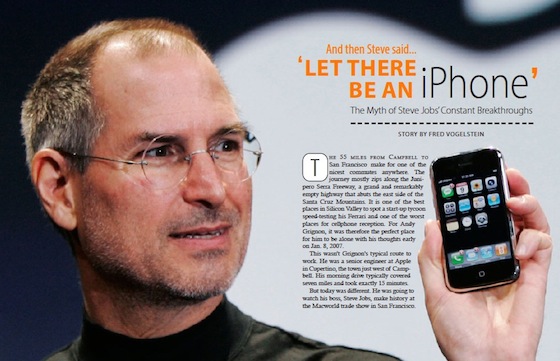 And then Steve said...
‘LET THERE
BE AN iPhone’
The Myth of Steve Jobs’ Constant Breakthroughs
STORY BY FRED VOGELSTEIN
THE 55 MILES FROM CAMPBELL TO
San Francisco make for one of the
nicest commutes anywhere. The
journey mostly zips along the Juni-
pero Serra Freeway, a grand and remarkably
empty highway that abuts the east side of the
Santa Cruz Mountains. It is one of the best
places in Silicon Valley to spot a start-up tycoon
speed-testing his Ferrari and one of the worst
places for cellphone reception. For Andy
Grignon, it was therefore the perfect place
for him to be alone with his thoughts early
on Jan. 8, 2007.
This wasn't Grignon's typical route to
work. He was a senior engineer at Apple
in Cupertino, the town just west of Camp-
bell. His morning drive typically covered
seven miles and took exactly 15 minutes.
But today was different. He was going to
watch his boss, Steve Jobs, make history at
the Macworld trade show in San Francisco.